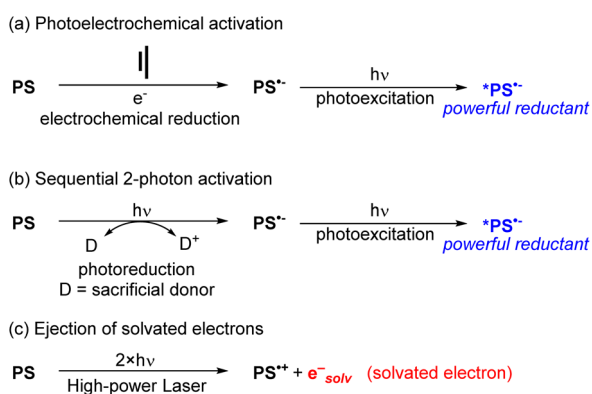 (a) Photoelectrochemical activation
PS e⁻ electrochemical reduction PS•- hν photoexcitation *PS•-
powerful reductant
(b) Sequential 2-photon activation
PS hν PS•- hν photoexcitation *PS•-
D D⁺ powerful reductant
photoreduction
D = sacrificial donor
(c) Ejection of solvated electrons
PS 2×hν PS•+ + e⁻solv (solvated electron)
High-power Laser